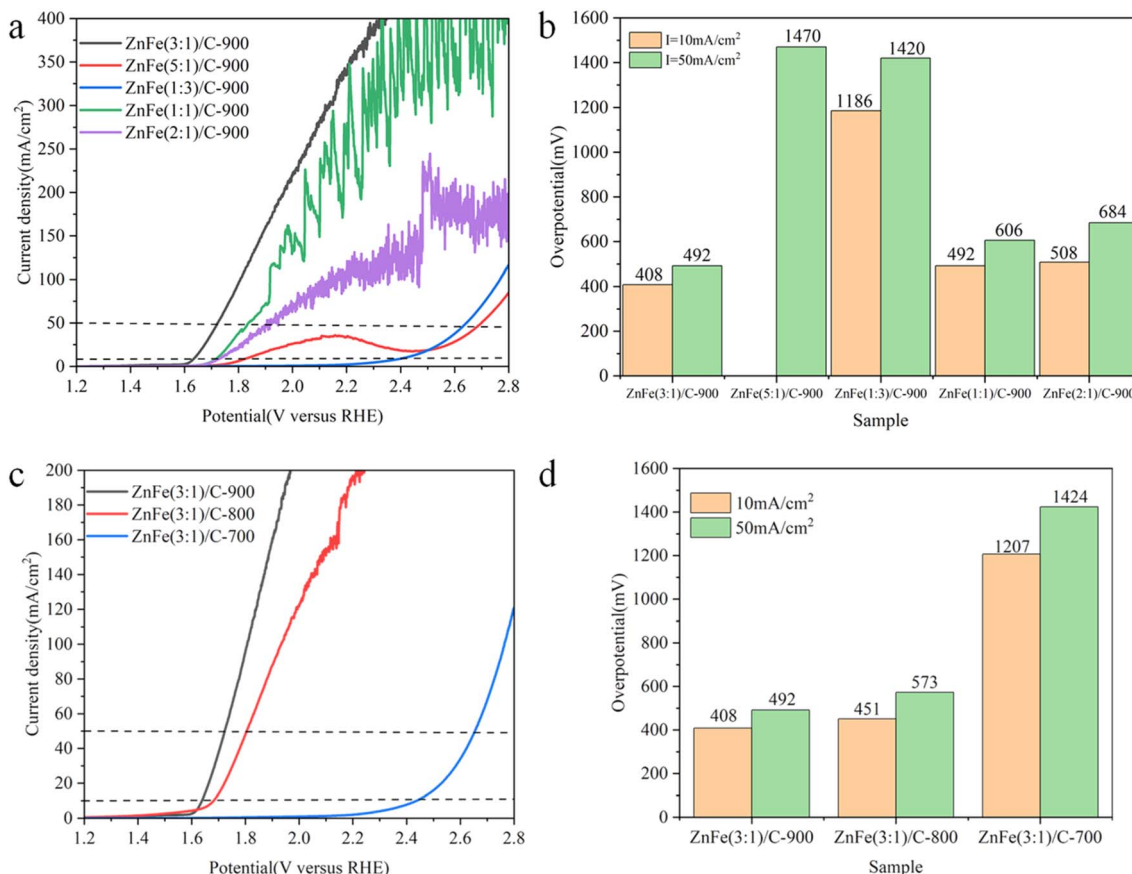 a
ZnFe(3:1)/C-900
ZnFe(5:1)/C-900
ZnFe(1:3)/C-900
ZnFe(1:1)/C-900
ZnFe(2:1)/C-900
400
350
300
250
200
150
100
50
0
Current density(mA/cm²)
1.2 1.4 1.6 1.8 2.0 2.2 2.4 2.6 2.8
Potential(V versus RHE)
b
I=10mA/cm²
I=50mA/cm²
1600
1400
1200
1000
800
600
400
200
0
Overpotential(mV)
408 492 1470 1186 1420 492 606 508 684
ZnFe(3:1)/C-900 ZnFe(5:1)/C-900 ZnFe(1:3)/C-900 ZnFe(1:1)/C-900 ZnFe(2:1)/C-900
Sample
c
ZnFe(3:1)/C-900
ZnFe(3:1)/C-800
ZnFe(3:1)/C-700
200
180
160
140
120
100
80
60
40
20
10
0
Current density(mA/cm²)
1.2 1.4 1.6 1.8 2.0 2.2 2.4 2.6 2.8
Potential(V versus RHE)
d
10mA/cm²
50mA/cm²
1600
1400
1200
1000
800
600
400
200
0
Overpotential(mV)
408 492 451 573 1207 1424
ZnFe(3:1)/C-900 ZnFe(3:1)/C-800 ZnFe(3:1)/C-700
Sample